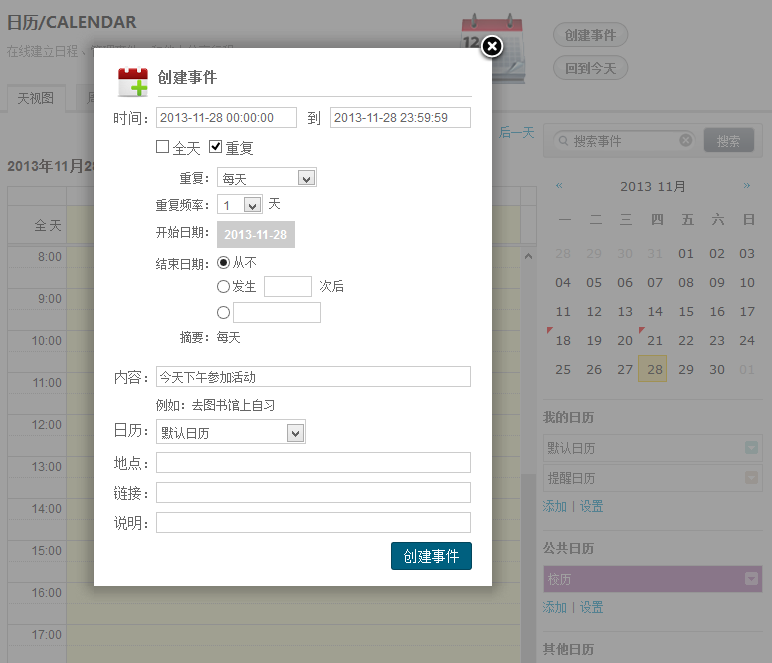 日历/CALENDAR
12
创建事件
回到今天
天视图
后一天
搜索事件
搜索
2013年11月28
全天
8:00
9:00
10:00
11:00
12:00
13:00
14:00
15:00
16:00
17:00
创建事件
时间: 2013-11-28 00:00:00 到 2013-11-28 23:59:59
全天 重复
重复: 每天
重复频率: 1 天
开始日期: 2013-11-28
结束日期: 从不
发生 次后
摘要: 每天
内容: 今天下午参加活动
例如: 去图书馆上自习
日历: 默认日历
地点:
链接:
说明:
创建事件
« 2013 11月 »
一 二 三 四 五 六 日
28 29 30 31 01 02 03
04 05 06 07 08 09 10
11 12 13 14 15 16 17
18 19 20 21 22 23 24
25 26 27 28 29 30 01
我的日历
默认日历
提醒日历
添加 | 设置
公共日历
校历
添加 | 设置
其他日历